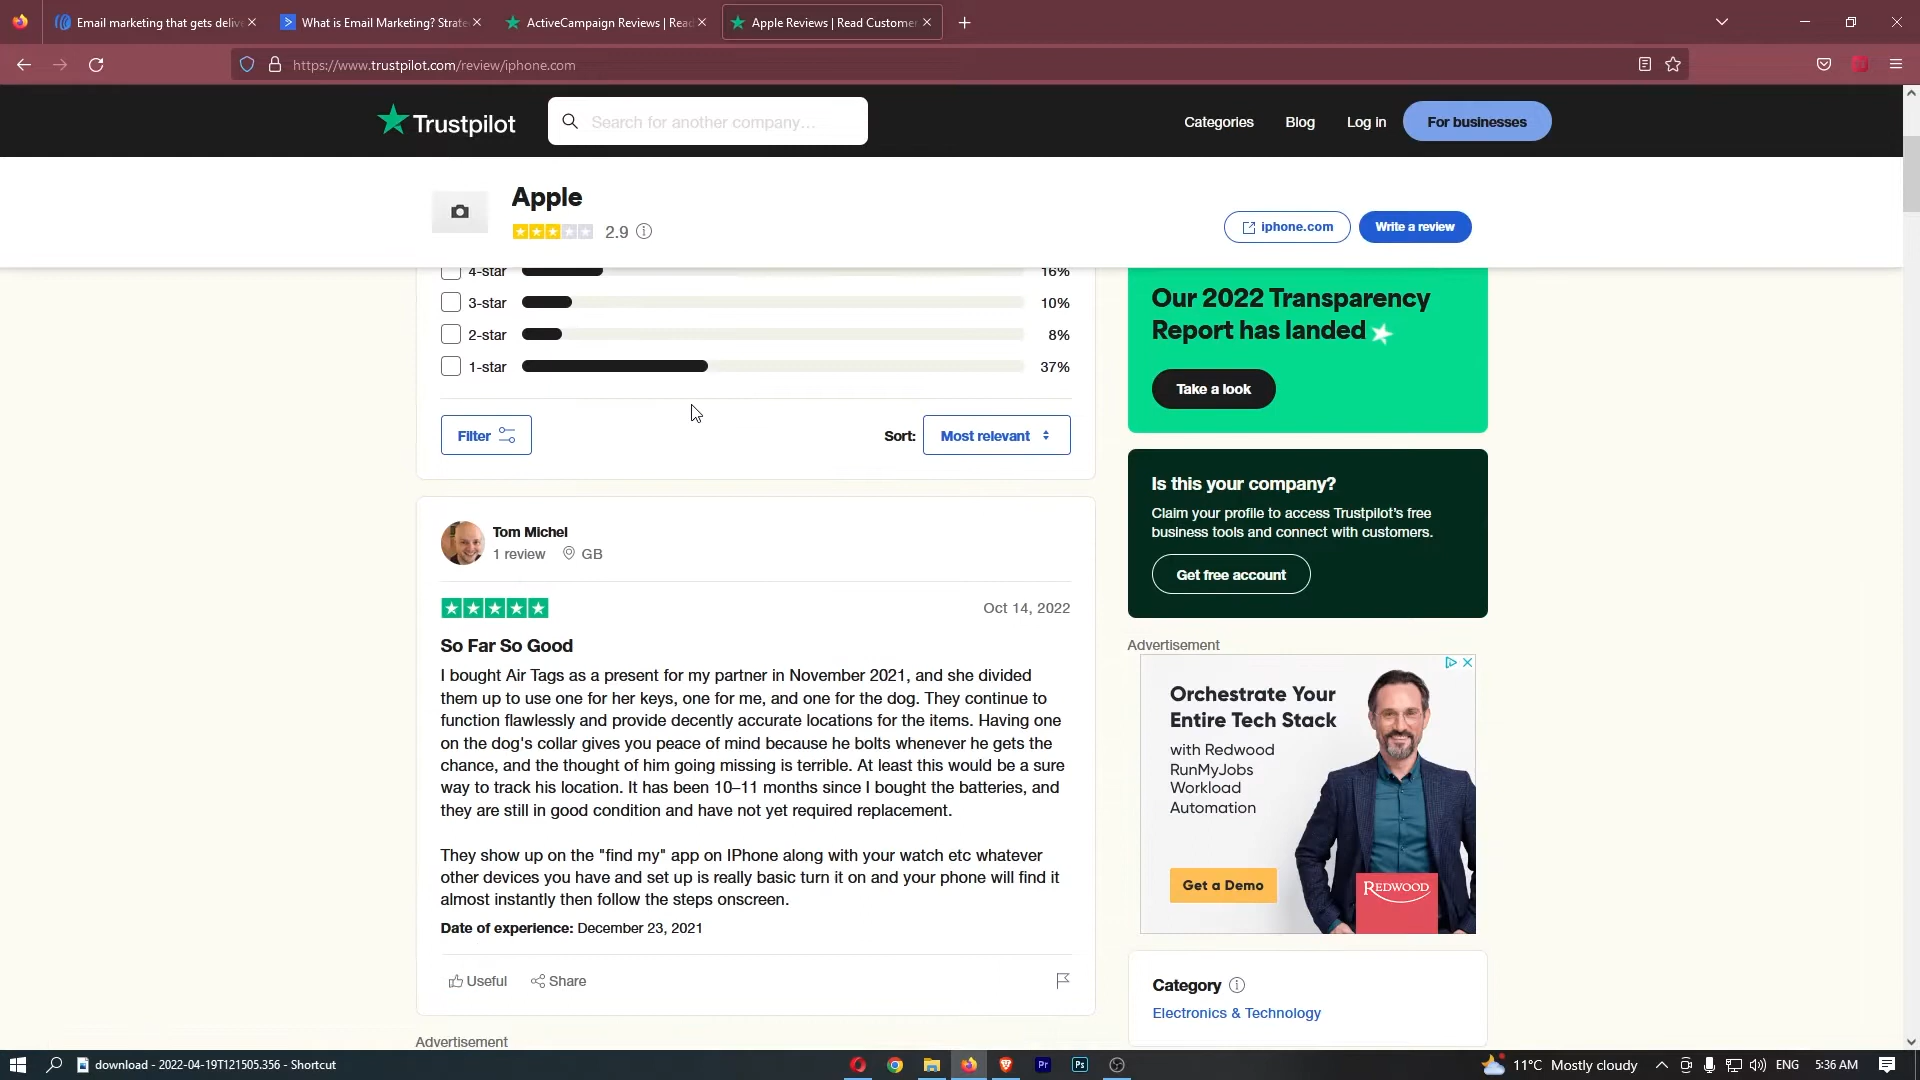 Email marketing that gets delive
What is Email Marketing? Strate
ActiveCampaign Reviews | Read
Apple Reviews | Read Customer
https://www.trustpilot.com/review/iphone.com
Trustpilot
Search for another company...
Categories
Blog
Log in
For businesses
Apple
2.9
iphone.com
Write a review
4-star
16%
3-star
10%
2-star
8%
1-star
37%
Filter
Sort:
Most relevant
Our 2022 Transparency
Report has landed
Take a look
Is this your company?
Claim your profile to access Trustpilot's free
business tools and connect with customers.
Get free account
Tom Michel
1 review
GB
Oct 14, 2022
So Far So Good
I bought Air Tags as a present for my partner in November 2021, and she divided
them up to use one for her keys, one for me, and one for the dog. They continue to
function flawlessly and provide decently accurate locations for the items. Having one
on the dog's collar gives you peace of mind because he bolts whenever he gets the
chance, and the thought of him going missing is terrible. At least this would be a sure
way to track his location. It has been 10–11 months since I bought the batteries, and
they are still in good condition and have not yet required replacement.
They show up on the "find my" app on IPhone along with your watch etc whatever
other devices you have and set up is really basic turn it on and your phone will find it
almost instantly then follow the steps onscreen.
Date of experience: December 23, 2021
Useful
Share
Advertisement
Advertisement
Orchestrate Your
Entire Tech Stack
with Redwood
RunMyJobs
Workload
Automation
Get a Demo
REDWOOD
Category
Electronics & Technology
download - 2022-04-19T121505.356 - Shortcut
Pr
Ps
11°C Mostly cloudy
ENG
5:36 AM